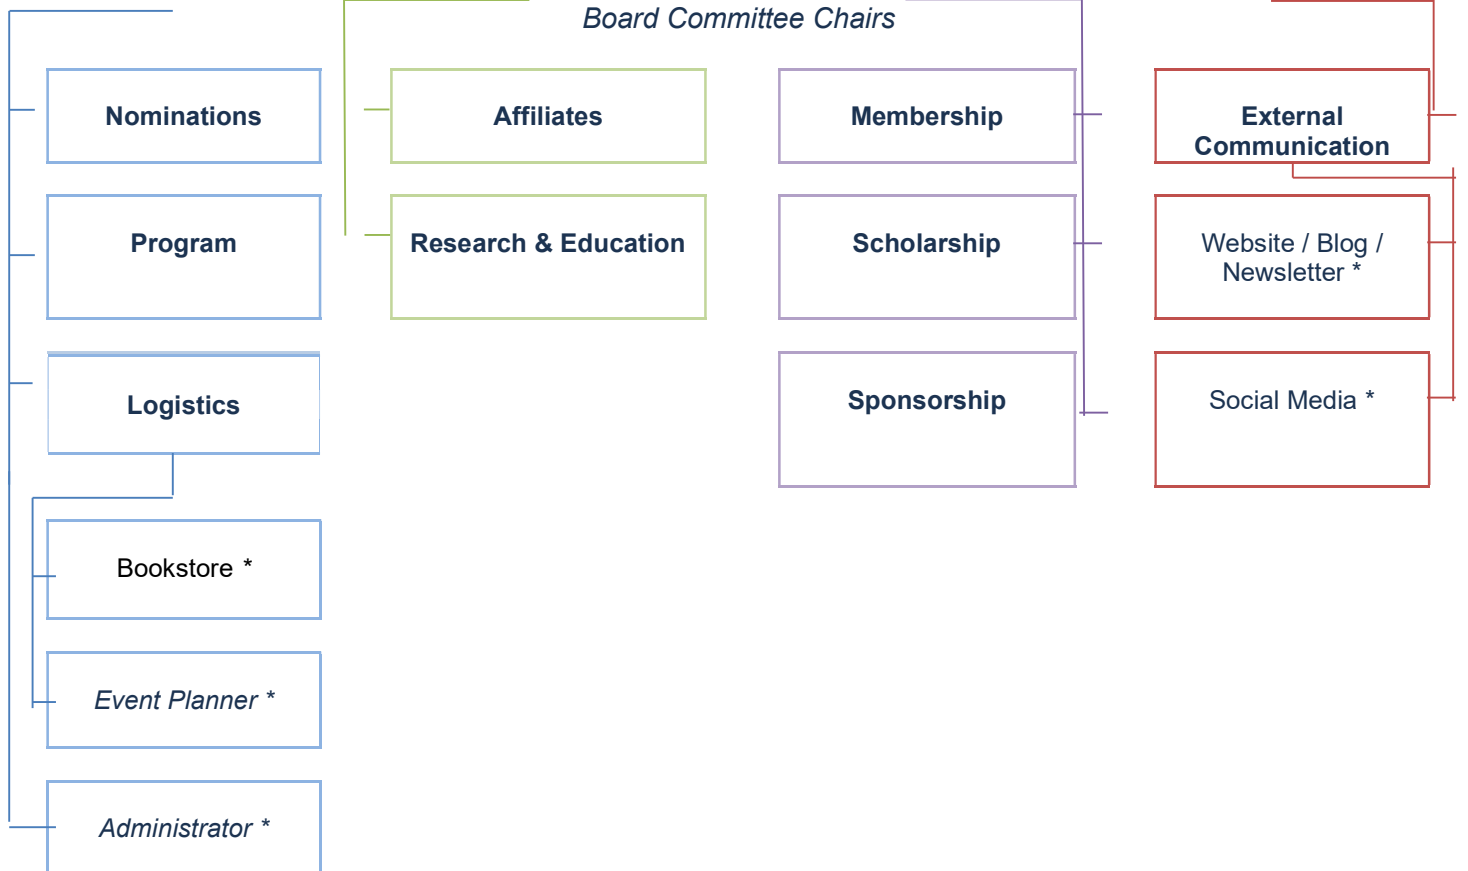 Board Committee Chairs
Nominations
Affiliates
Membership
External
Communication
Program
Research & Education
Scholarship
Website / Blog /
Newsletter *
Logistics
Sponsorship
Social Media *
Bookstore *
Event Planner *
Administrator *